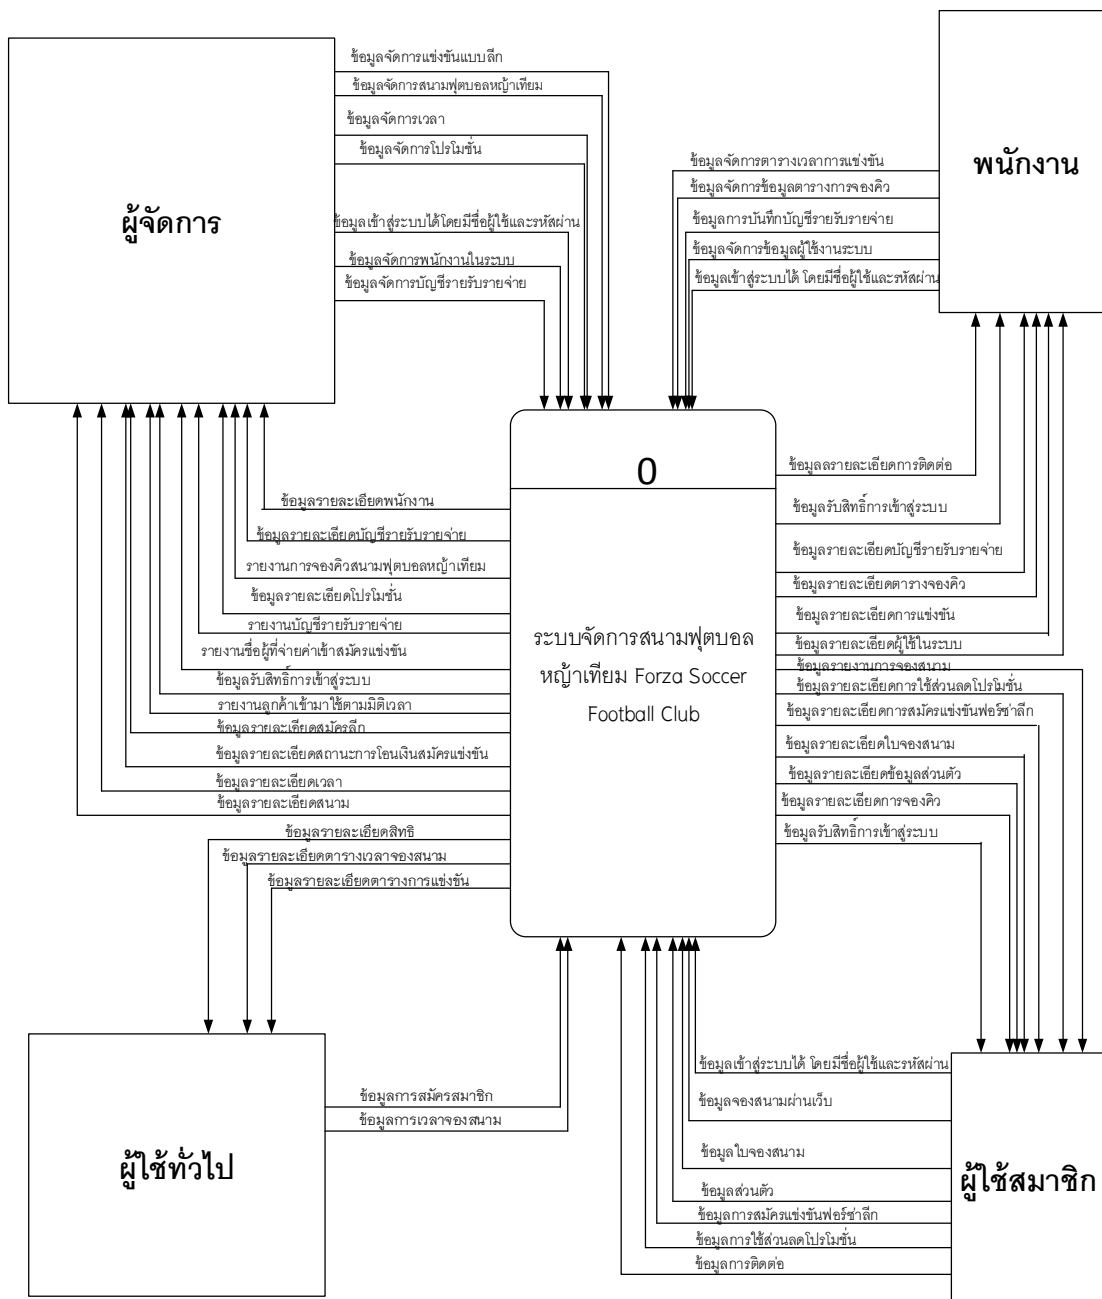 ผู้จัดการ
ข้อมูลจัดการแข่งขันแบบลีก
ข้อมูลจัดการสนามฟุตบอลหญ้าเทียม
ข้อมูลจัดการเวลา
ข้อมูลจัดการโปรโมชั่น
ข้อมูลเข้าสู่ระบบได้โดยมีชื่อผู้ใช้และรหัสผ่าน
ข้อมูลจัดการพนักงานในระบบ
ข้อมูลจัดการบัญชีรายรับรายจ่าย
พนักงาน
ข้อมูลจัดการตารางเวลาการแข่งขัน
ข้อมูลจัดการข้อมูลตารางการจองคิว
ข้อมูลการบันทึกบัญชีรายรับรายจ่าย
ข้อมูลจัดการข้อมูลผู้ใช้งานระบบ
ข้อมูลเข้าสู่ระบบได้ โดยมีชื่อผู้ใช้และรหัสผ่าน
0
ระบบจัดการสนามฟุตบอล
หญ้าเทียม Forza Soccer
Football Club
ข้อมูลรายละเอียดพนักงาน
ข้อมูลรายละเอียดบัญชีรายรับรายจ่าย
รายงานการจองคิวสนามฟุตบอลหญ้าเทียม
ข้อมูลรายละเอียดโปรโมชั่น
รายงานบัญชีรายรับรายจ่าย
รายงานชื่อผู้ที่จ่ายค่าเข้าสมัครแข่งขัน
ข้อมูลรับสิทธิ์การเข้าสู่ระบบ
รายงานลูกค้าเข้ามาใช้ตามมิติเวลา
ข้อมูลรายละเอียดสมัครลีก
ข้อมูลรายละเอียดสถานะการโอนเงินสมัครแข่งขัน
ข้อมูลรายละเอียดเวลา
ข้อมูลรายละเอียดสนาม
ข้อมูลรายละเอียดสิทธิ
ข้อมูลรายละเอียดตารางเวลาจองสนาม
ข้อมูลรายละเอียดตารางการแข่งขัน
ข้อมูลลรายละเอียดการติดต่อ
ข้อมูลรับสิทธิ์การเข้าสู่ระบบ
ข้อมูลรายละเอียดบัญชีรายรับรายจ่าย
ข้อมูลรายละเอียดตารางจองคิว
ข้อมูลรายละเอียดการแข่งขัน
ข้อมูลรายละเอียดผู้ใช้ในระบบ
ข้อมูลรายงานการจองสนาม
ข้อมูลรายละเอียดการใช้ส่วนลดโปรโมชั่น
ข้อมูลรายละเอียดการสมัครแข่งขันฟอร์ซ่าลีก
ข้อมูลรายละเอียดใบจองสนาม
ข้อมูลรายละเอียดข้อมูลส่วนตัว
ข้อมูลรายละเอียดการจองคิว
ข้อมูลรับสิทธิ์การเข้าสู่ระบบ
ผู้ใช้ทั่วไป
ข้อมูลการสมัครสมาชิก
ข้อมูลการเวลาจองสนาม
ผู้ใช้สมาชิก
ข้อมูลเข้าสู่ระบบได้ โดยมีชื่อผู้ใช้และรหัสผ่าน
ข้อมูลจองสนามผ่านเว็บ
ข้อมูลใบจองสนาม
ข้อมูลส่วนตัว
ข้อมูลการสมัครแข่งขันฟอร์ซ่าลีก
ข้อมูลการใช้ส่วนลดโปรโมชั่น
ข้อมูลการติดต่อ